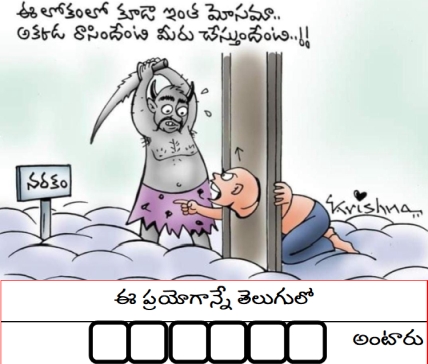 ఈ లోకంలో కూడా ఇంత మోసమా..
అక్కడ రాసిందేంటి మీరు చేస్తుందేంటి..!!
నరకం
Krishna
ఈ ప్రయోగాన్నే తెలుగులో
అంటారు